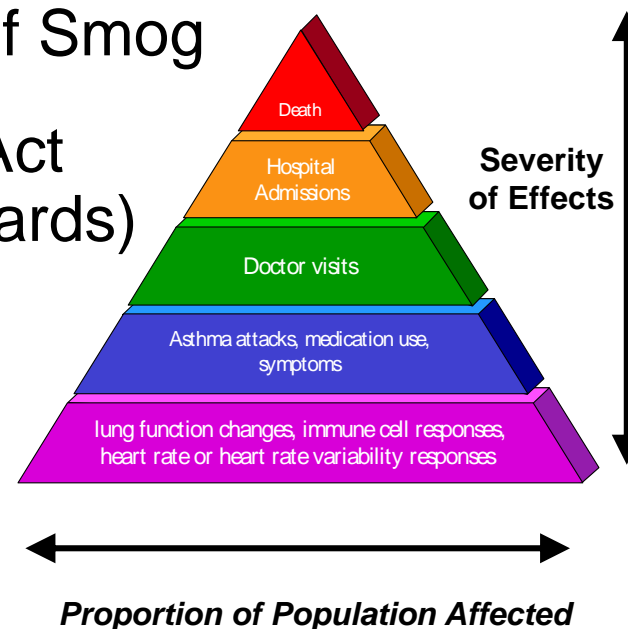 f Smog
Act
ards)
Death
Hospital
Admissions
Severity
of Effects
Doctor visits
Asthma attacks, medication use,
symptoms
lung function changes, immune cell responses,
heart rate or heart rate variability responses
Proportion of Population Affected